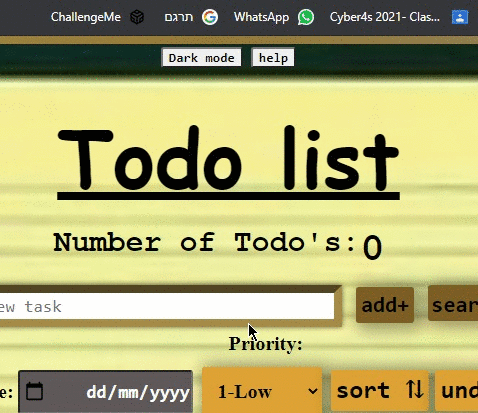 ChallengeMe תרגם WhatsApp Cyber4s 2021- Clas...
Dark mode help
Todo list
Number of Todo's: 0
ew task add+ sear
Priority:
e: dd/mm/yyyy 1-Low sort ⇅ und